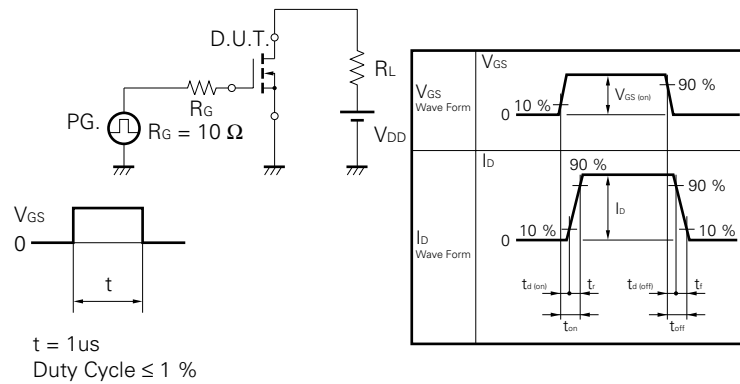 D.U.T.
RL
RG
PG.
RG = 10 Ω
VDD
VGS
0
t
t = 1us
Duty Cycle ≤ 1 %
VGS
Wave Form
VGS
10 %
0
VGS (on)
90 %
ID
Wave Form
ID
90 %
90 %
10 %
0
ID
10 %
td (on)
tr
td (off)
tf
ton
toff